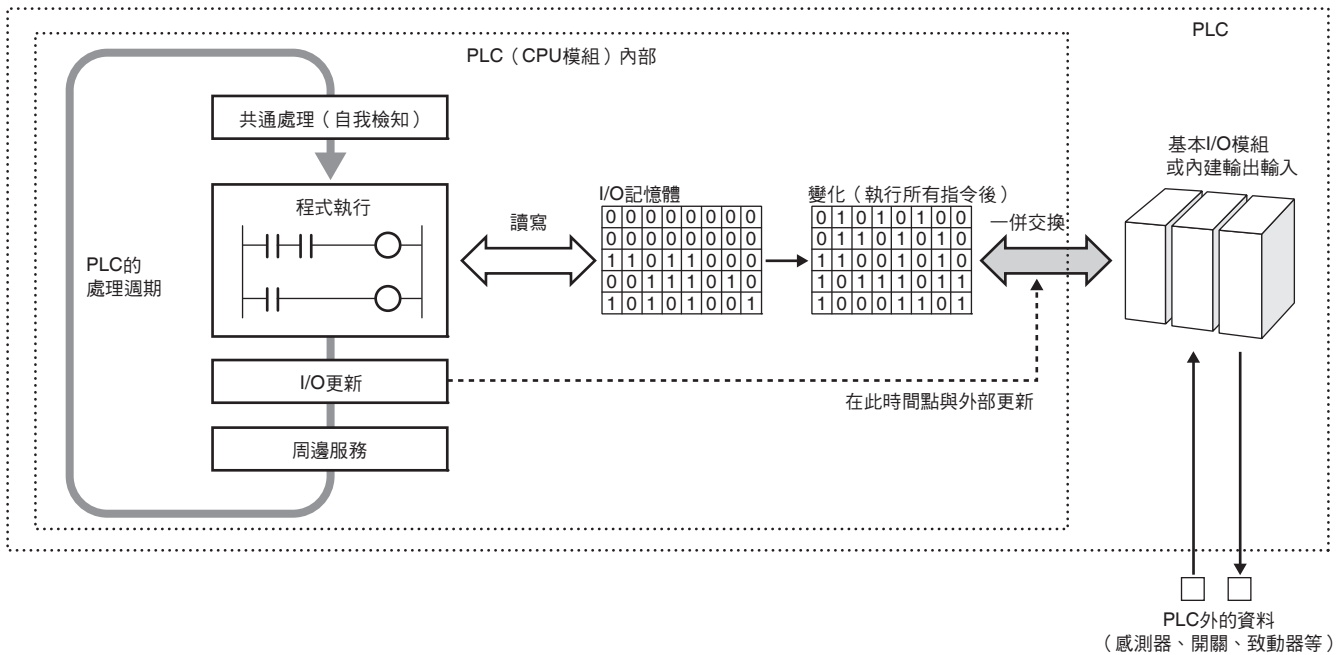 PLC
PLC（CPU模組）內部
共通處理（自我檢知）
程式執行
PLC的
處理週期
I/O更新
周邊服務
讀寫
I/O記憶體
0 0 0 0 0 0 0 0
0 0 0 0 0 0 0 0
1 1 0 1 1 0 0 0
0 0 1 1 1 0 1 0
1 0 1 0 1 0 0 1
變化（執行所有指令後）
0 1 0 1 0 1 0 0
0 1 1 0 1 0 1 0
1 1 0 0 1 0 1 0
1 0 1 1 1 0 1 1
1 0 0 0 1 1 0 1
一併交換
在此時間點與外部更新
基本I/O模組
或內建輸出輸入
PLC外的資料
（感測器、開關、致動器等）